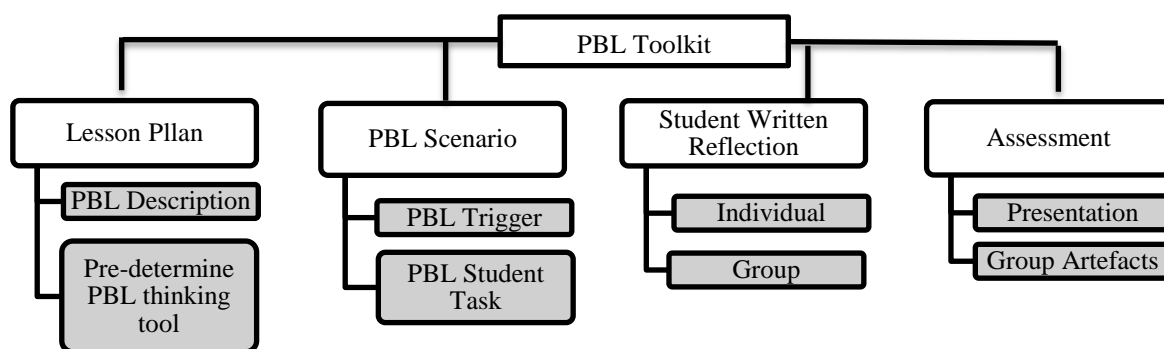 PBL Toolkit
Lesson Pllan
PBL Description
Pre-determine
PBL thinking
tool
PBL Scenario
PBL Trigger
PBL Student
Task
Student Written
Reflection
Individual
Group
Assessment
Presentation
Group Artefacts